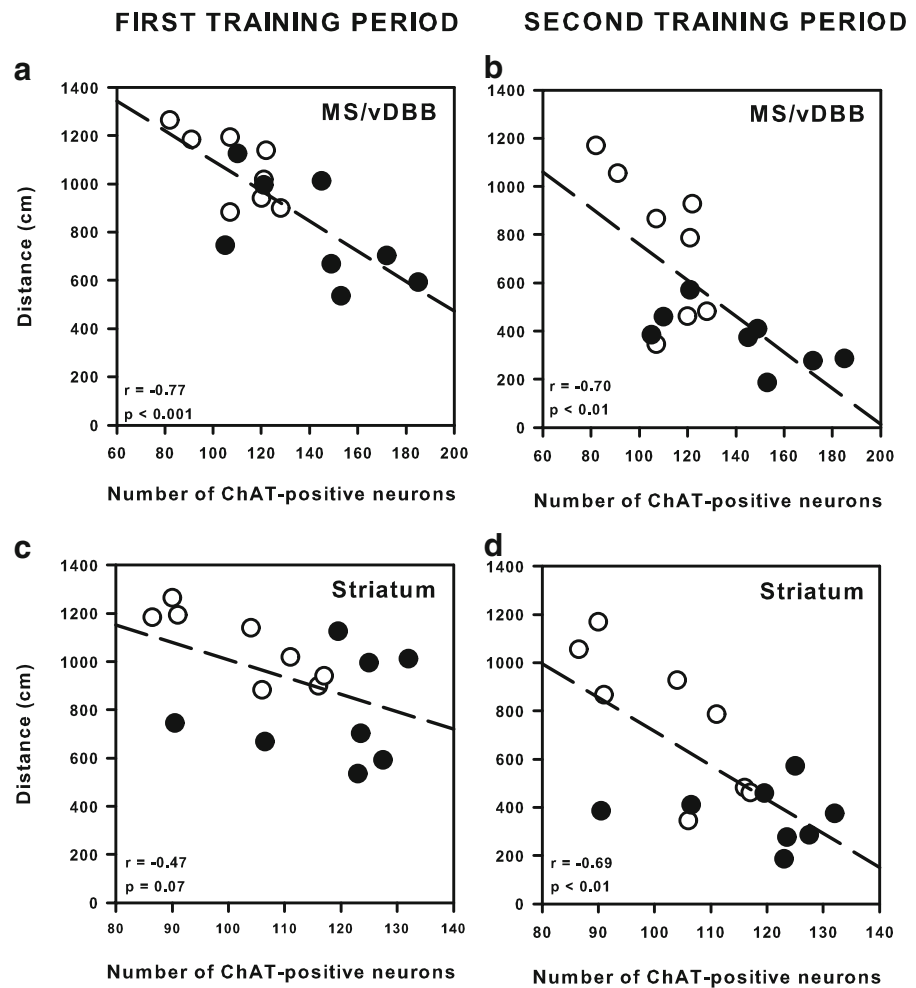 FIRST TRAINING PERIOD
SECOND TRAINING PERIOD
a
MS/vDBB
1400
1200
1000
800
600
400
200
0
Distance (cm)
r = -0.77
p < 0.001
60 80 100 120 140 160 180 200
Number of ChAT-positive neurons
b
MS/vDBB
1400
1200
1000
800
600
400
200
0
r = -0.70
p < 0.01
60 80 100 120 140 160 180 200
Number of ChAT-positive neurons
c
Striatum
1400
1200
1000
800
600
400
200
0
Distance (cm)
r = -0.47
p = 0.07
80 90 100 110 120 130 140
Number of ChAT-positive neurons
d
Striatum
1400
1200
1000
800
600
400
200
0
r = -0.69
p < 0.01
80 90 100 110 120 130 140
Number of ChAT-positive neurons